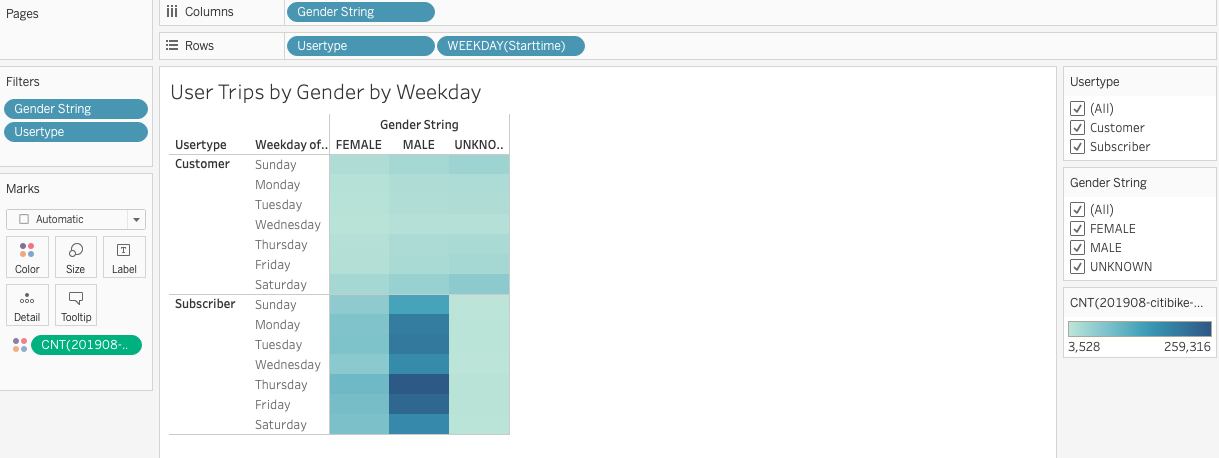 Pages
Columns
Gender String
Rows
Usertype
WEEKDAY(Starttime)
Filters
Gender String
Usertype
Marks
Automatic
Color
Size
Label
T
Detail
Tooltip
CNT(201908-..
User Trips by Gender by Weekday
Gender String
Usertype Weekday of.. FEMALE MALE UNKNO..
Customer Sunday
Monday
Tuesday
Wednesday
Thursday
Friday
Saturday
Subscriber Sunday
Monday
Tuesday
Wednesday
Thursday
Friday
Saturday
Usertype
(All)
Customer
Subscriber
Gender String
(All)
FEMALE
MALE
UNKNOWN
CNT(201908-citibike-...
3,528 259,316